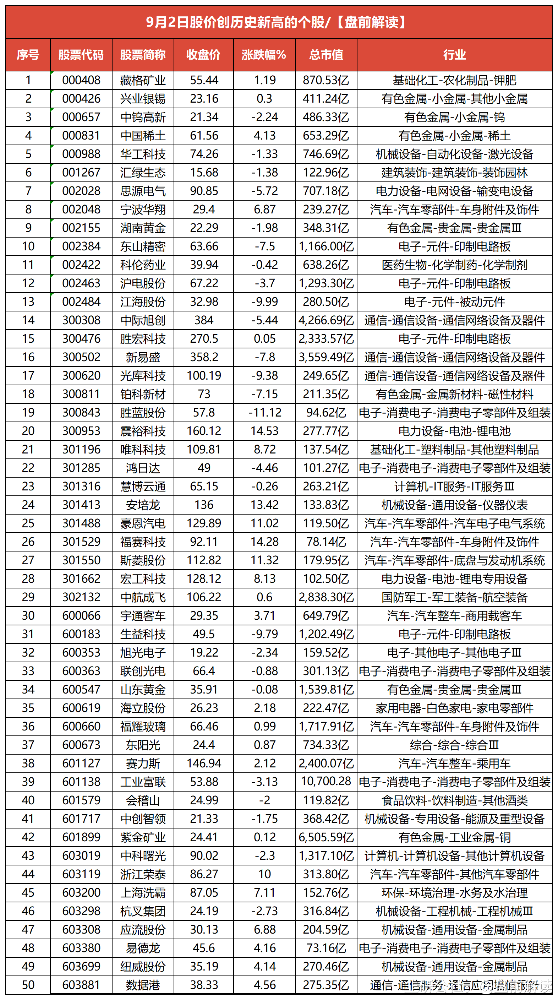 9月2日股价创历史新高的个股/【盘前解读】
序号 股票代码 股票简称 收盘价 涨跌幅% 总市值 行业
1 000408 藏格矿业 55.44 1.19 870.53亿 基础化工-农化制品-钾肥
2 000426 兴业银锡 23.16 0.3 411.24亿 有色金属-小金属-其他小金属
3 000657 中钨高新 21.34 -2.24 486.33亿 有色金属-小金属-钨
4 000831 中国稀土 61.56 4.13 653.29亿 有色金属-小金属-稀土
5 000988 华工科技 74.26 -1.33 746.69亿 机械设备-自动化设备-激光设备
6 001267 汇绿生态 15.68 -1.38 122.96亿 建筑装饰-建筑装饰-装饰园林
7 002028 思源电气 90.85 -5.72 707.18亿 电力设备-电网设备-输变电设备
8 002048 宁波华翔 29.4 6.87 239.27亿 汽车-汽车零部件-车身附件及饰件
9 002155 湖南黄金 22.29 -1.98 348.31亿 有色金属-贵金属-贵金属Ⅲ
10 002384 东山精密 63.66 -7.5 1,166.00亿 电子-元件-印制电路板
11 002422 科伦药业 39.94 -0.42 638.26亿 医药生物-化学制药-化学制剂
12 002463 沪电股份 67.22 -3.7 1,293.30亿 电子-元件-印制电路板
13 002484 江海股份 32.98 -9.99 280.50亿 电子-元件-被动元件
14 300308 中际旭创 384 -5.44 4,266.69亿 通信-通信设备-通信网络设备及器件
15 300476 胜宏科技 270.5 0.05 2,333.57亿 电子-元件-印制电路板
16 300502 新易盛 358.2 -7.8 3,559.49亿 通信-通信设备-通信网络设备及器件
17 300620 光库科技 100.19 -9.38 249.65亿 通信-通信设备-通信网络设备及器件
18 300811 铂科新材 73 -7.15 211.35亿 有色金属-金属新材料-磁性材料
19 300843 胜蓝股份 57.8 -11.12 94.62亿 电子-消费电子-消费电子零部件及组装
20 300953 震裕科技 160.12 14.53 277.77亿 电力设备-电池-锂电池
21 301196 唯科科技 109.81 8.72 137.54亿 基础化工-塑料制品-其他塑料制品
22 301285 鸿日达 49 -4.46 101.27亿 电子-消费电子-消费电子零部件及组装
23 301316 慧博云通 65.15 -0.26 263.21亿 计算机-IT服务-IT服务Ⅲ
24 301413 安培龙 136 13.42 133.83亿 机械设备-通用设备-仪器仪表
25 301488 豪恩汽电 129.89 11.02 119.50亿 汽车-汽车零部件-汽车电子电气系统
26 301529 福赛科技 92.11 14.28 78.14亿 汽车-汽车零部件-车身附件及饰件
27 301550 斯菱股份 112.82 11.32 179.95亿 汽车-汽车零部件-底盘与发动机系统
28 301662 宏工科技 128.12 8.13 102.50亿 电力设备-电池-锂电专用设备
29 302132 中航成飞 106.22 0.6 2,838.30亿 国防军工-军工装备-航空装备
30 600066 宇通客车 29.35 3.71 649.79亿 汽车-汽车整车-商用载客车
31 600183 生益科技 49.5 -9.79 1,202.49亿 电子-元件-印制电路板
32 600353 旭光电子 19.22 -2.34 159.52亿 电子-其他电子-其他电子Ⅲ
33 600363 联创光电 66.4 -0.88 301.13亿 电子-消费电子-消费电子零部件及组装
34 600547 山东黄金 35.91 -0.08 1,539.81亿 有色金属-贵金属-贵金属Ⅲ
35 600619 海立股份 26.23 2.18 222.47亿 家用电器-白色家电-家电零部件
36 600660 福耀玻璃 66.46 0.99 1,717.91亿 汽车-汽车零部件-车身附件及饰件
37 600673 东阳光 24.4 0.87 734.33亿 综合-综合-综合Ⅲ
38 601127 赛力斯 146.94 2.12 2,400.07亿 汽车-汽车整车-乘用车
39 601138 工业富联 53.88 -3.13 10,700.28 电子-消费电子-消费电子零部件及组装
40 601579 会稽山 24.99 -2 119.82亿 食品饮料-饮料制造-其他酒类
41 601717 中创智领 21.33 -1.75 368.42亿 机械设备-专用设备-能源及重型设备
42 601899 紫金矿业 24.41 0.12 6,505.59亿 有色金属-工业金属-铜
43 603019 中科曙光 90.02 -2.3 1,317.10亿 计算机-计算机设备-其他计算机设备
44 603119 浙江荣泰 86.27 10 313.80亿 汽车-汽车零部件-其他汽车零部件
45 603200 上海洗霸 87.05 7.11 152.76亿 环保-环境治理-水务及水治理
46 603298 杭叉集团 24.19 -2.73 316.84亿 机械设备-工程机械-工程机械Ⅲ
47 603308 应流股份 30.13 6.88 204.59亿 机械设备-通用设备-金属制品
48 603380 易德龙 45.6 4.16 73.16亿 电子-消费电子-消费电子零部件及组装
49 603699 纽威股份 35.19 4.14 270.46亿 机械设备-通用设备-金属制品
50 603881 数据港 38.33 4.56 275.35亿 通信-通信服务-通信应用增值服务
韭研公社 @盘前解读